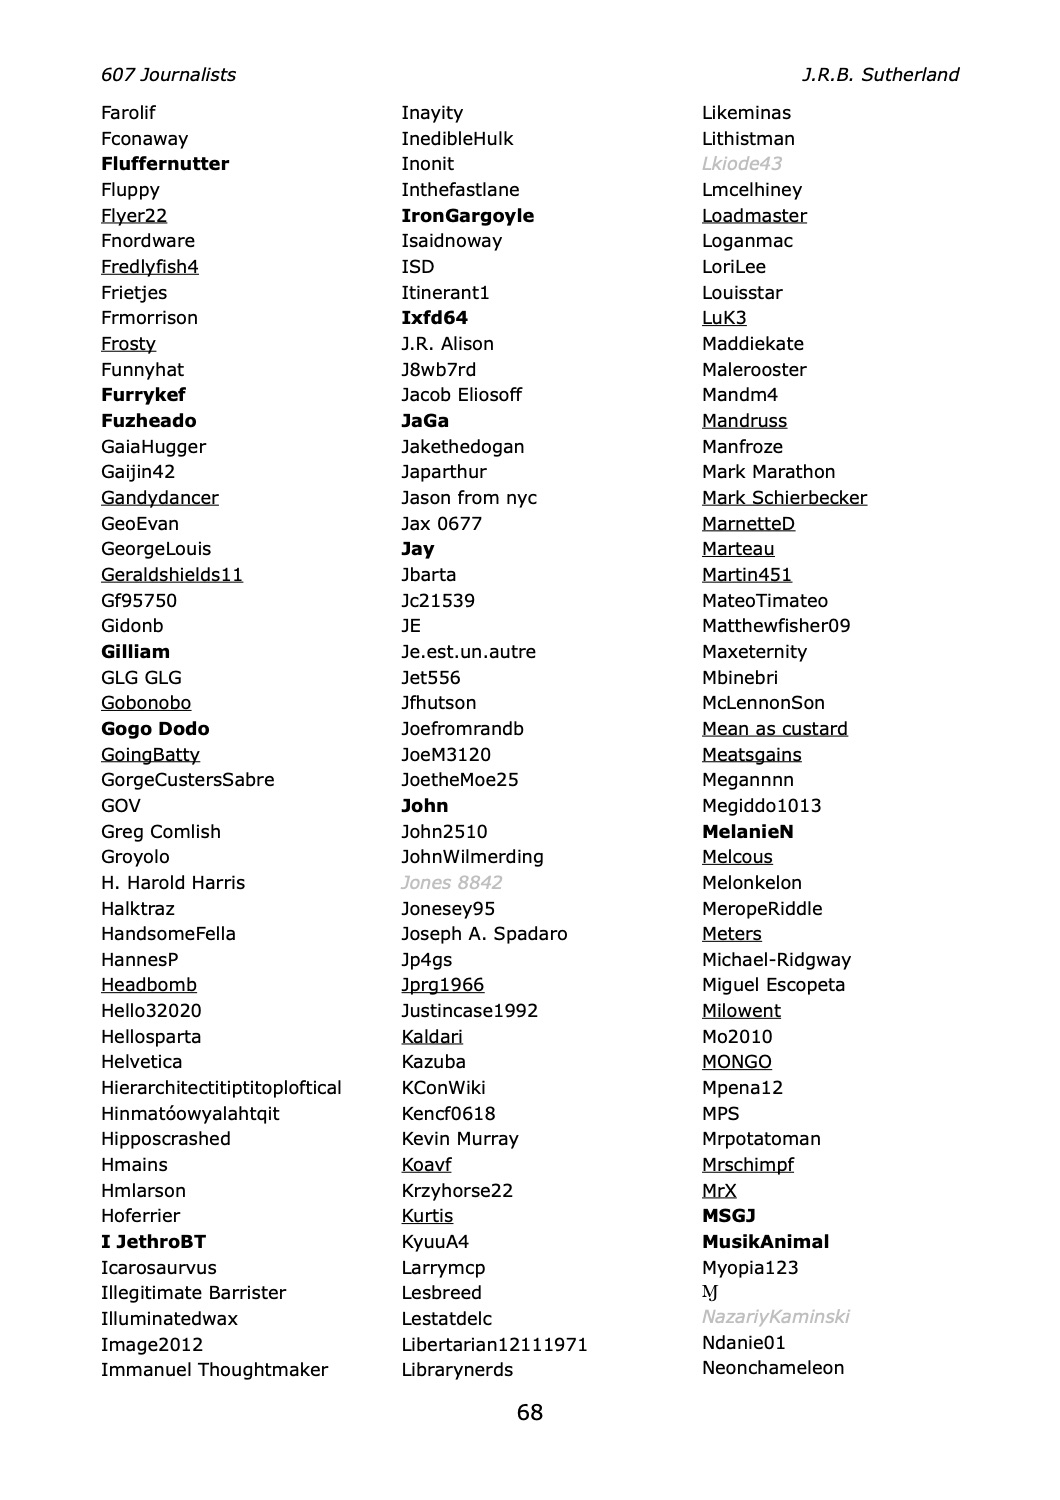 607 Journalists
J.R.B. Sutherland
Farolif
Fconaway
Fluffernutter
Fluppy
Flyer22
Fnordware
Fredlyfish4
Frietjes
Frmorrison
Frosty
Funnyhat
Furrykef
Fuzheado
GaiaHugger
Gaijin42
Gandydancer
GeoEvan
GeorgeLouis
Geraldshields11
Gf95750
Gidonb
Gilliam
GLG GLG
Gobonobo
Gogo Dodo
GoingBatty
GorgeCustersSabre
GOV
Greg Comlish
Groyolo
H. Harold Harris
Halktraz
HandsomeFella
HannesP
Headbomb
Hello32020
Hellosparta
Helvetica
Hierarchitectitiptitoploftical
Hinmatóowyalahtqit
Hipposcrashed
Hmains
Hmlarson
Hoferrier
I JethroBT
Icarosaurvus
Illegitimate Barrister
Illuminatedwax
Image2012
Immanuel Thoughtmaker
Inayity
InedibleHulk
Inonit
Inthefastlane
IronGargoyle
Isaidnoway
ISD
Itinerant1
Ixfd64
J.R. Alison
J8wb7rd
Jacob Eliosoff
JaGa
Jakethedogan
Japarthur
Jason from nyc
Jax 0677
Jay
Jbarta
Jc21539
JE
Je.est.un.autre
Jet556
Jfhutson
Joefromrandb
JoeM3120
JoetheMoe25
John
John2510
JohnWilmerding
Jones 8842
Jonesey95
Joseph A. Spadaro
Jp4gs
Jprg1966
Justincase1992
Kaldari
Kazuba
KConWiki
Kencf0618
Kevin Murray
Koavf
Krzyhorse22
Kurtis
KyuuA4
Larrymcp
Lesbreed
Lestatdelc
Libertarian12111971
Librarynerds
Likeminas
Lithistman
Lkiode43
Lmcelhiney
Loadmaster
Loganmac
LoriLee
Louisstar
LuK3
Maddiekate
Malerooster
Mandm4
Mandruss
Manfroze
Mark Marathon
Mark Schierbecker
MarnetteD
Marteau
Martin451
MateoTimateo
Matthewfisher09
Maxeternity
Mbinebri
McLennonSon
Mean as custard
Meatsgains
Megannnn
Megiddo1013
MelanieN
Melcous
Melonkelon
MeropeRiddle
Meters
Michael-Ridgway
Miguel Escopeta
Milowent
Mo2010
MONGO
Mpena12
MPS
Mrpotatoman
Mrschimpf
MrX
MSGJ
MusikAnimal
Myopia123
Ӎ
NazariyKaminski
Ndanie01
Neonchameleon
68